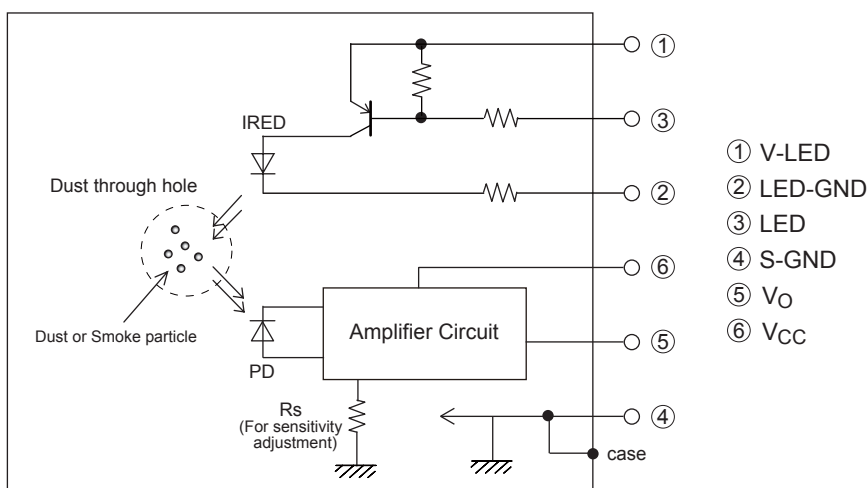 ①
IRED
③
Dust through hole
②
⑥
Amplifier Circuit
Dust or Smoke particle
⑤
PD
Rs
(For sensitivity
adjustment)
④
case
① V-LED
② LED-GND
③ LED
④ S-GND
⑤ VO
⑥ VCC